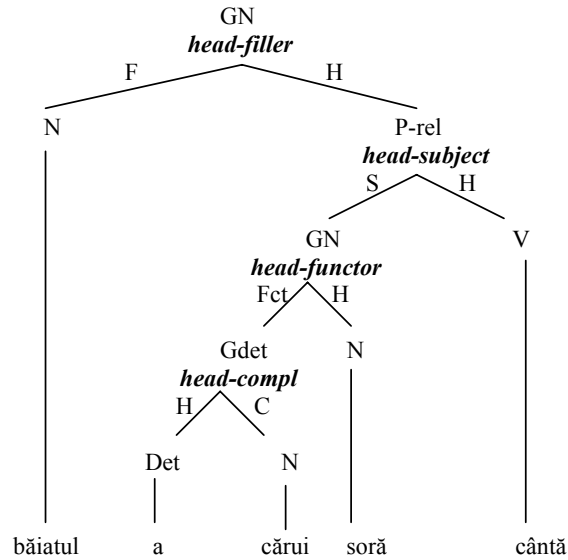 GN
head-filler
F H
N P-rel
head-subject
S H
GN V
head-functor
Fct H
Gdet N
head-compl
H C
Det N
băiatul a cărui soră cântă